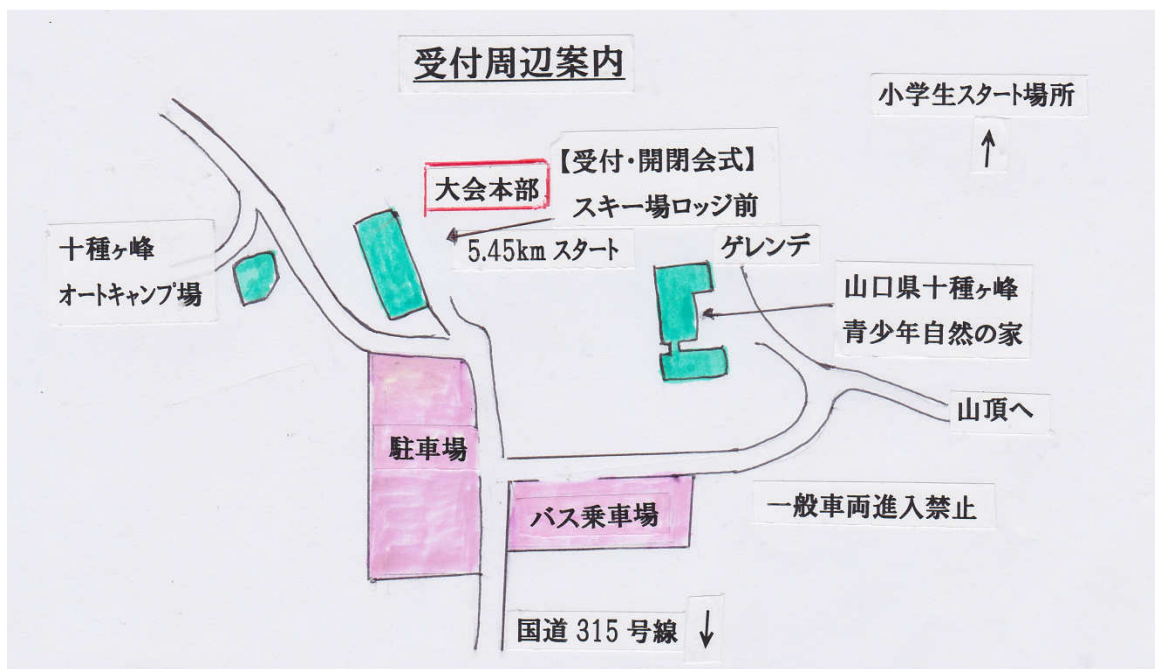 受付周辺案内
小学生スタート場所
↑
【受付・開閉会式】
大会本部
スキー場ロッジ前
5.45km スタート
ゲレンデ
十種ヶ峰
オートキャンプ場
山口県十種ヶ峰
青少年自然の家
山頂へ
駐車場
一般車両進入禁止
バス乗車場
国道 315 号線 ↓